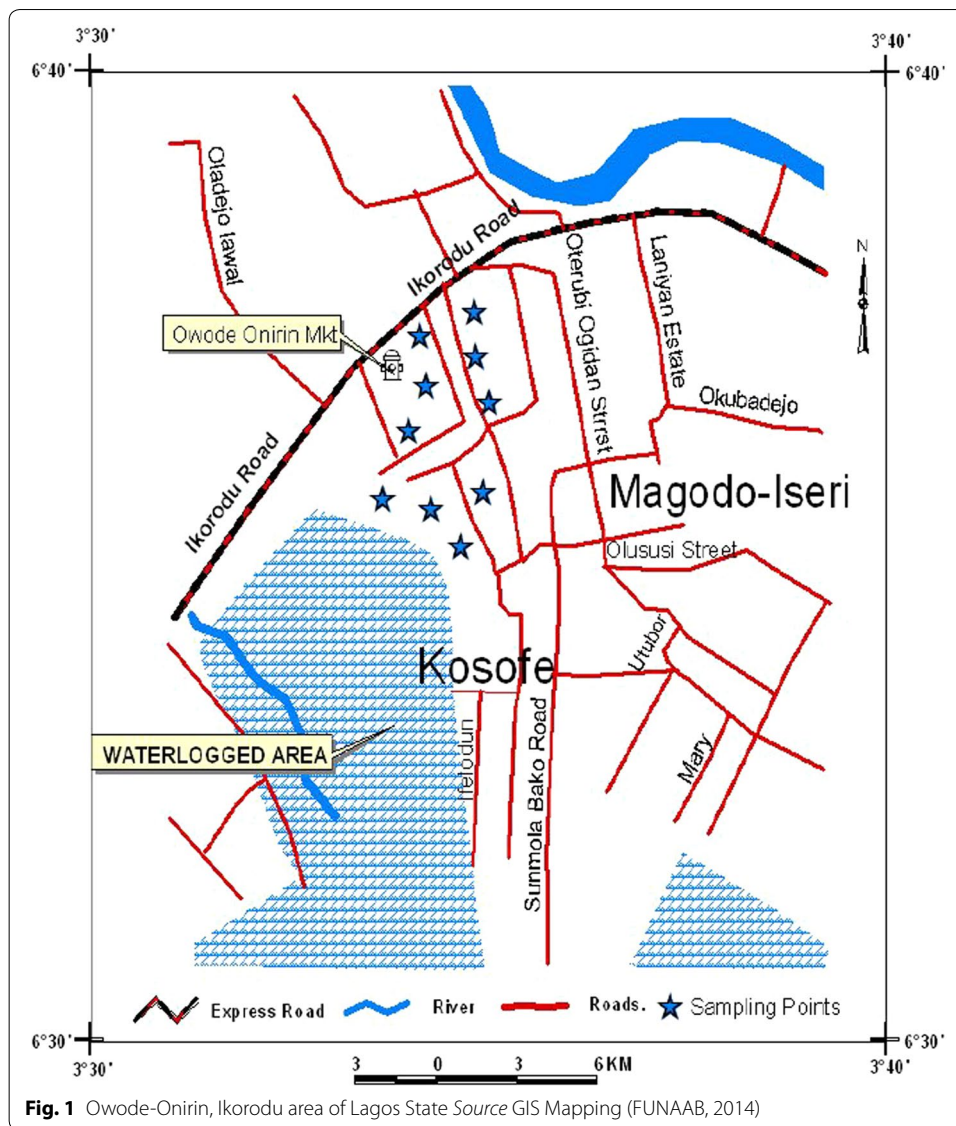 3°30'
3°40'
6°40'
6°40'
Oladejo lawal
Ikorodu Road
Oterubi Ogidan Strrst
Laniyan Estate
N
Owode Onirin Mkt
Okubadejo
Ikorodu Road
Magodo-Iseri
Olususi Street
Utubor
Kosofe
WATERLOGGED AREA
Ifelodun
Sunmola Bako Road
Mary
Express Road River Roads. Sampling Points
6°30'
6°30'
3°30'
3°40'
3 0 3 6 KM
Fig. 1 Owode-Onirin, Ikorodu area of Lagos State Source GIS Mapping (FUNAAB, 2014)